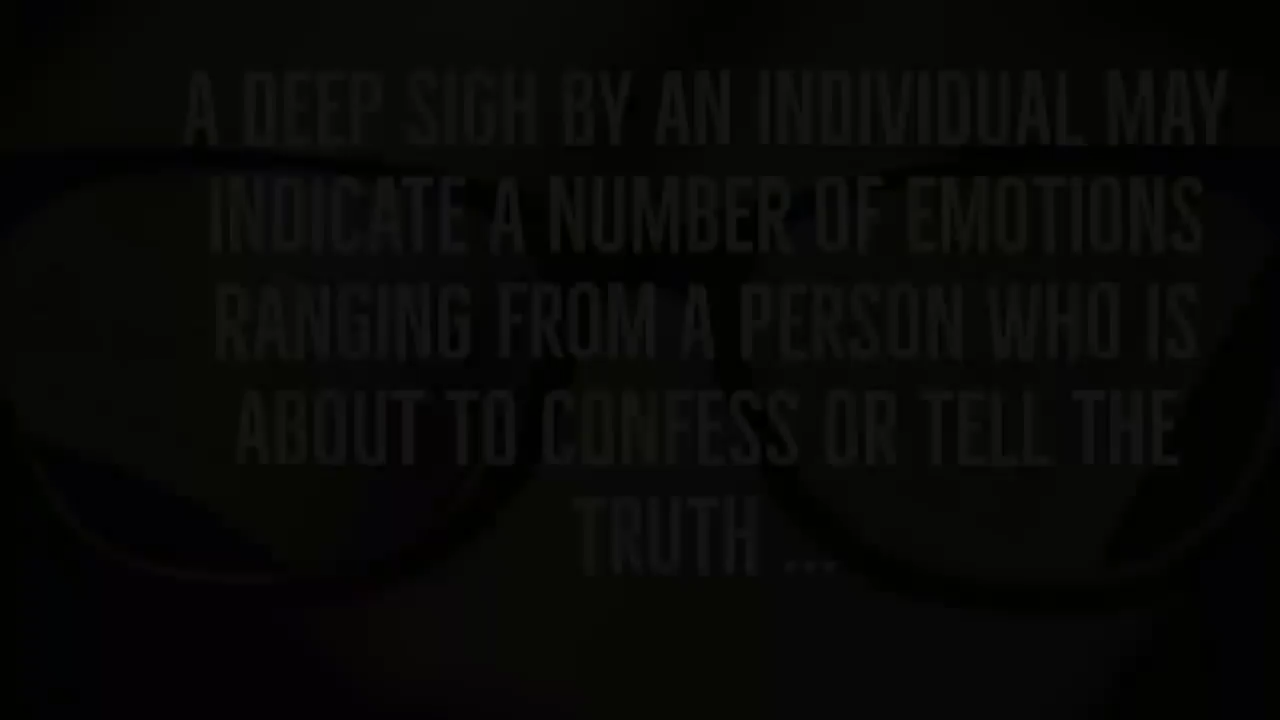 A DEEP SIGH BY AN INDIVIDUAL MAY
INDICATE A NUMBER OF EMOTIONS
RANGING FROM A PERSON WHO IS
ABOUT TO CONFESS OR TELL THE
TRUTH ...